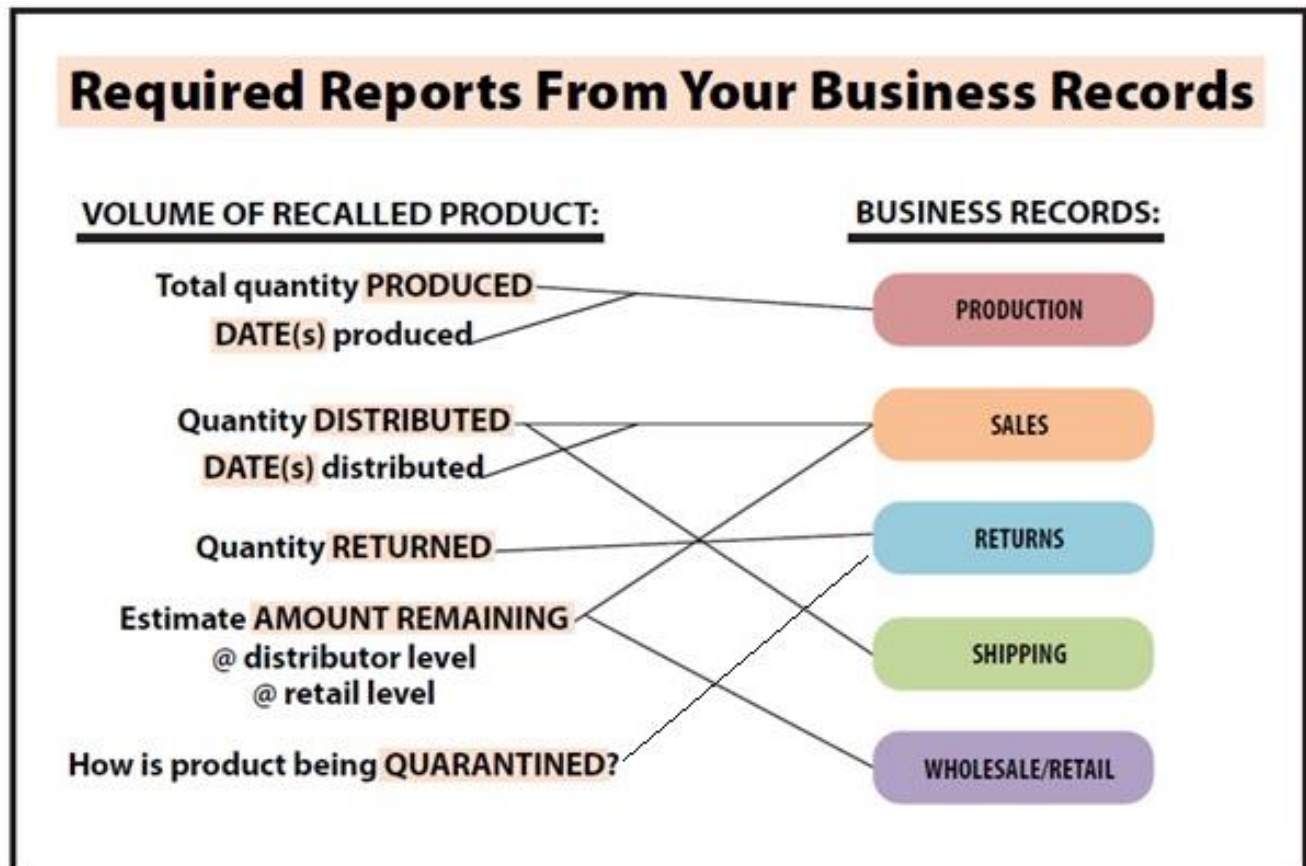 Required Reports From Your Business Records
VOLUME OF RECALLED PRODUCT:
Total quantity PRODUCED
DATE(s) produced
Quantity DISTRIBUTED
DATE(s) distributed
Quantity RETURNED
Estimate AMOUNT REMAINING
@ distributor level
@ retail level
How is product being QUARANTINED?
BUSINESS RECORDS:
PRODUCTION
SALES
RETURNS
SHIPPING
WHOLESALE/RETAIL